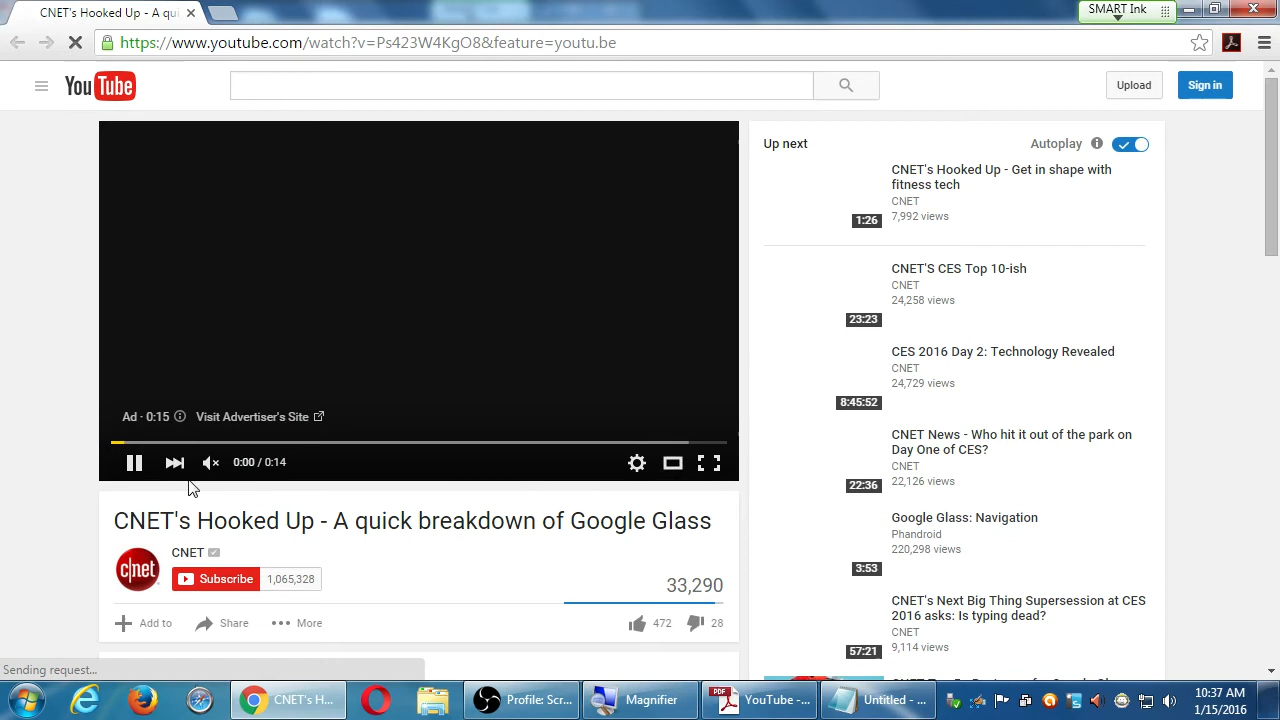 CNET's Hooked Up - A qui
SMART Ink
https://www.youtube.com/watch?v=Ps423W4KgO8&feature=youtu.be
YouTube
Upload
Sign in
Up next
Autoplay
CNET's Hooked Up - Get in shape with
fitness tech
CNET
7,992 views
1:26
CNET'S CES Top 10-ish
CNET
24,258 views
23:23
CES 2016 Day 2: Technology Revealed
CNET
24,729 views
8:45:52
CNET News - Who hit it out of the park on
Day One of CES?
CNET
22,126 views
22:36
Google Glass: Navigation
Phandroid
220,298 views
3:53
CNET's Next Big Thing Supersession at CES
2016 asks: Is typing dead?
CNET
9,114 views
57:21
Ad · 0:15 Visit Advertiser's Site
0:00 / 0:14
CNET's Hooked Up - A quick breakdown of Google Glass
c|net
CNET
Subscribe 1,065,328
33,290
Add to Share More
472 28
Sending request...
CNET's H...
Profile: Scr...
Magnifier
PDF
YouTube -...
Untitled - ...
10:37 AM
1/15/2016